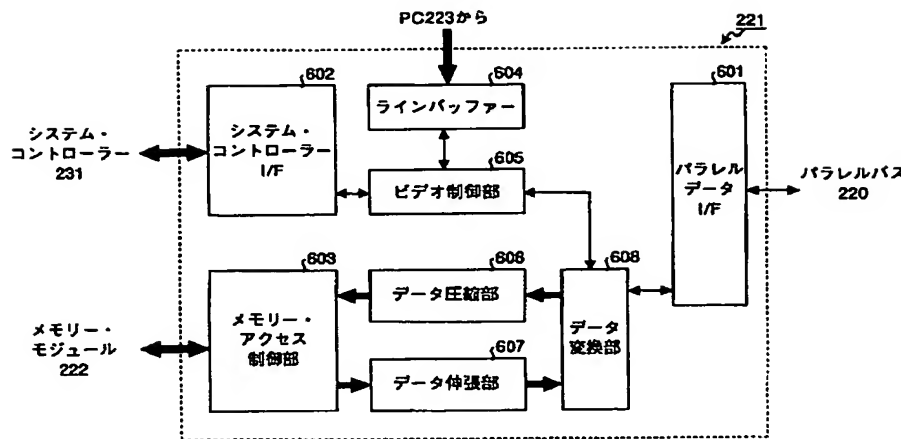 PC223から
221
602
604
601
ラインバッファー
システム・
コントローラー
I/F
システム・
コントローラー
231
605
ビデオ制御部
パラレル
データ
I/F
パラレルバス
220
603
606
608
データ圧縮部
メモリー・
アクセス
制御部
メモリー・
モジュール
222
データ
変換部
607
データ伸張部